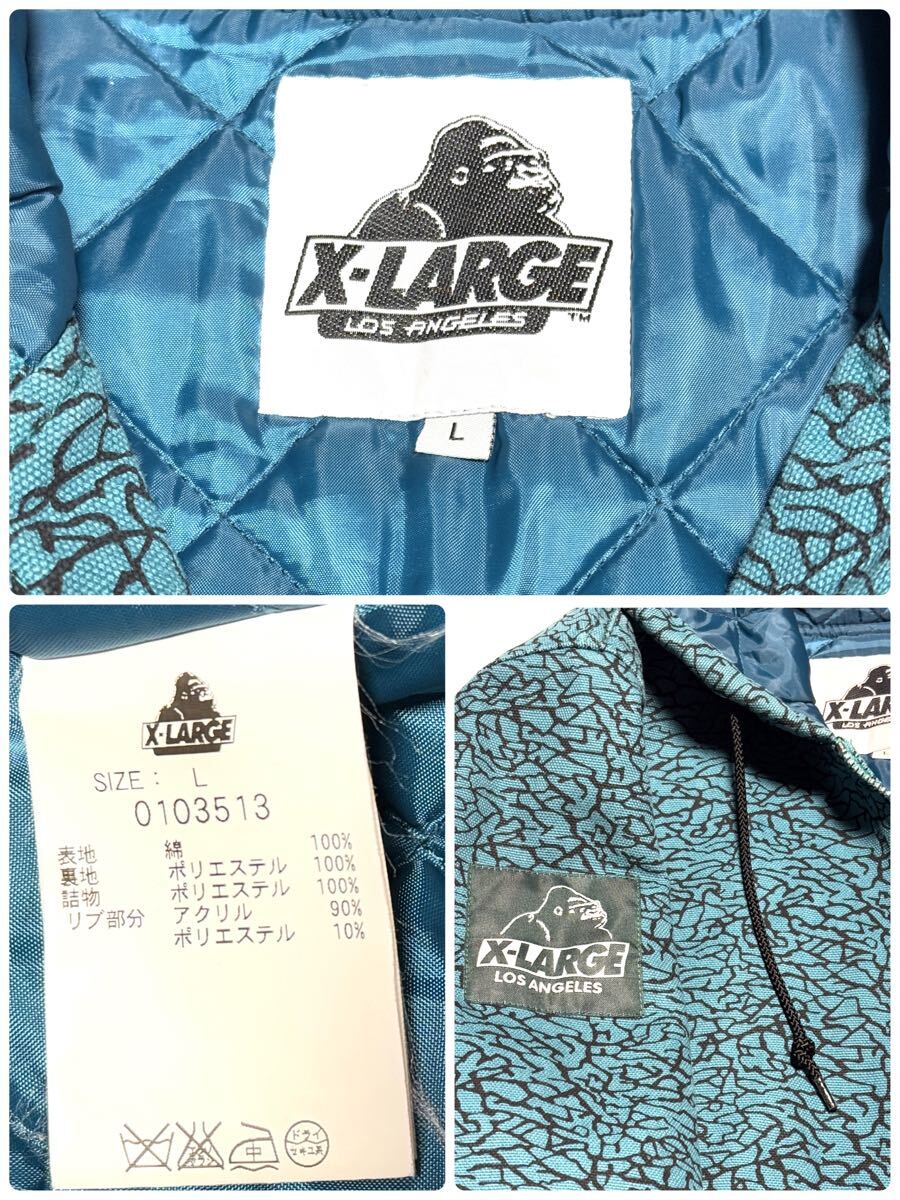 X-LARGE
LOS ANGELES ™
L
X-LARGE
SIZE: L
0103513
表地 綿 100%
裏地 ポリエステル 100%
詰物 ポリエステル 100%
リブ部分 アクリル 90%
ポリエステル 10%
中
ドライ
X-LARGE
LOS ANGELES
X-LAR
LOS ANGELES